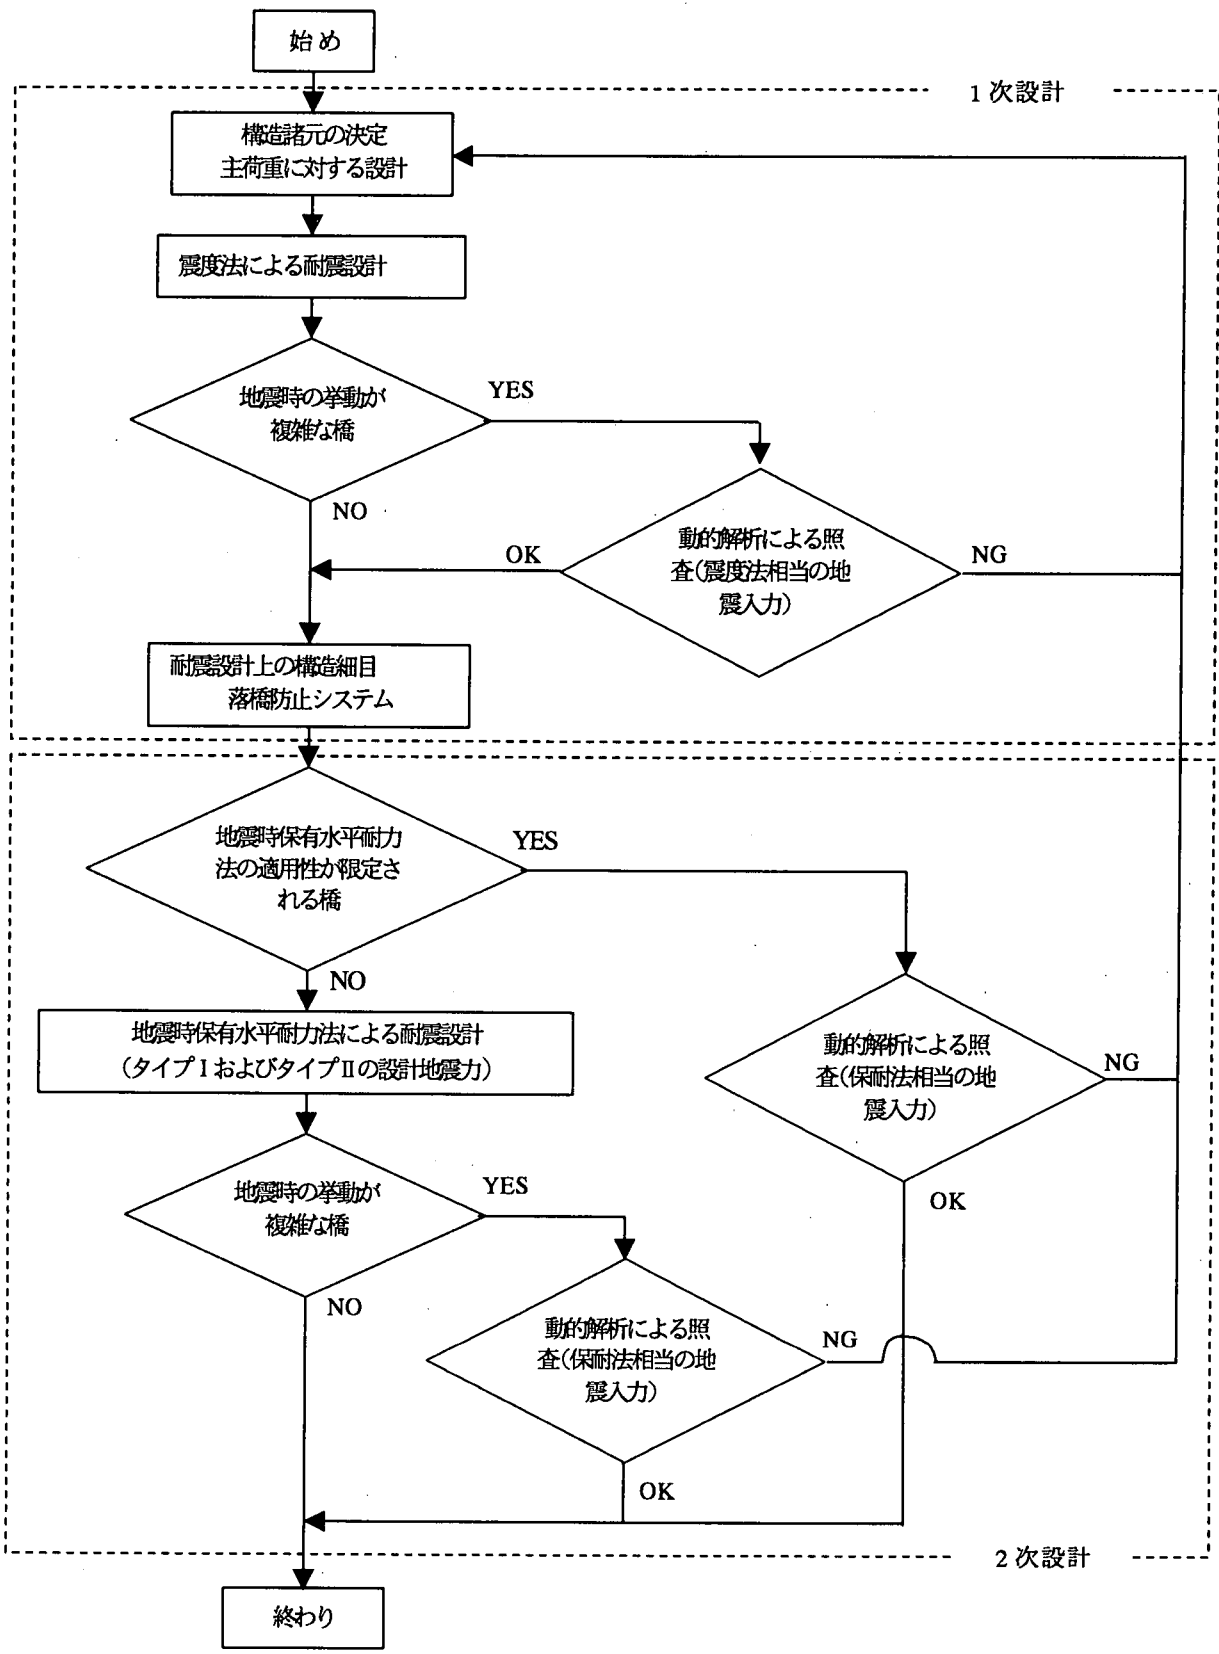 始め
1 次設計
構造諸元の決定
主荷重に対する設計
震度法による耐震設計
地震時の挙動が
複雑な橋
YES
NO
動的解析による照
査(震度法相当の地
震入力)
OK
NG
耐震設計上の構造細目
落橋防止システム
地震時保有水平耐力
法の適用性が限定さ
れる橋
YES
NO
地震時保有水平耐力法による耐震設計
(タイプⅠおよびタイプⅡの設計地震力)
動的解析による照
査(保耐法相当の地
震入力)
NG
OK
地震時の挙動が
複雑な橋
YES
NO
動的解析による照
査(保耐法相当の地
震入力)
NG
OK
2 次設計
終わり